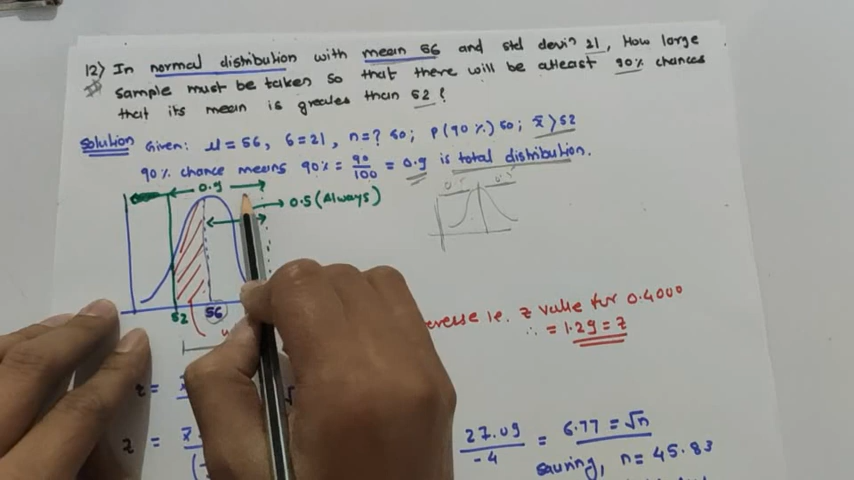 12) In normal distribution with mean 56 and std devin 21, How large
sample must be taken so that there will be atleast 90% chances
that its mean is greater than 52?
Solution Given: μ = 56, σ = 21, n = ? so, P(90%) so; x̄ > 52
90% chance means 90% = 90/100 = 0.9 is total distribution.
0.9
0.5 (Always)
52 56
ie. z value for 0.4000
∴ = 1.29 = z
z =
z =
27.09/-4 = 6.77 = √n
n = 45.83